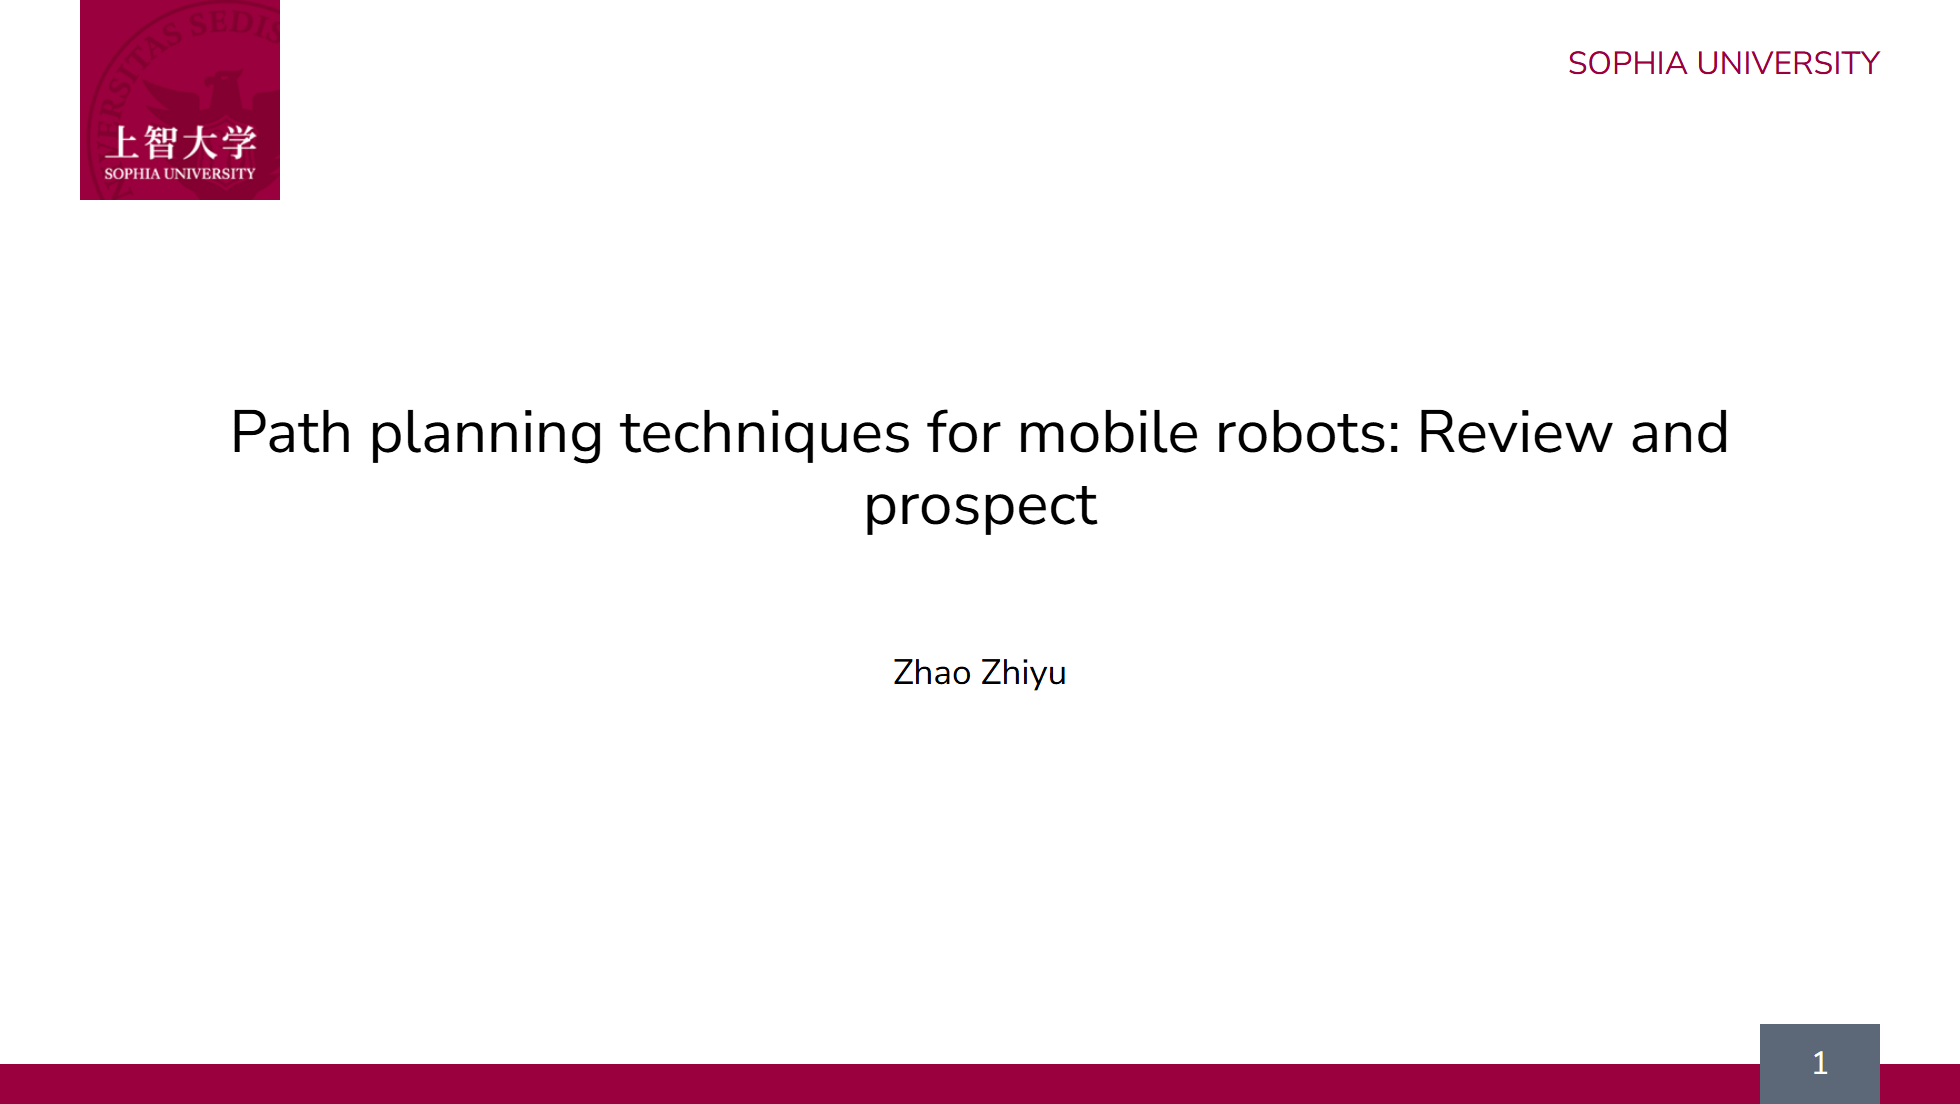 上智大学
SOPHIA UNIVERSITY
SOPHIA UNIVERSITY
Path planning techniques for mobile robots: Review and
prospect
Zhao Zhiyu
1